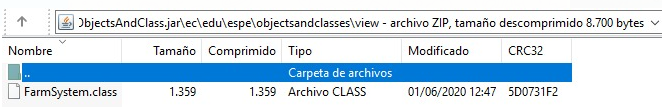 ObjectsAndClass.jar\ec\edu\espe\objectsandclasses\view - archivo ZIP, tamaño descomprimido 8.700 bytes
Nombre Tamaño Comprimido Tipo Modificado CRC32
.. Carpeta de archivos
FarmSystem.class 1.359 1.359 Archivo CLASS 01/06/2020 12:47 5D0731F2